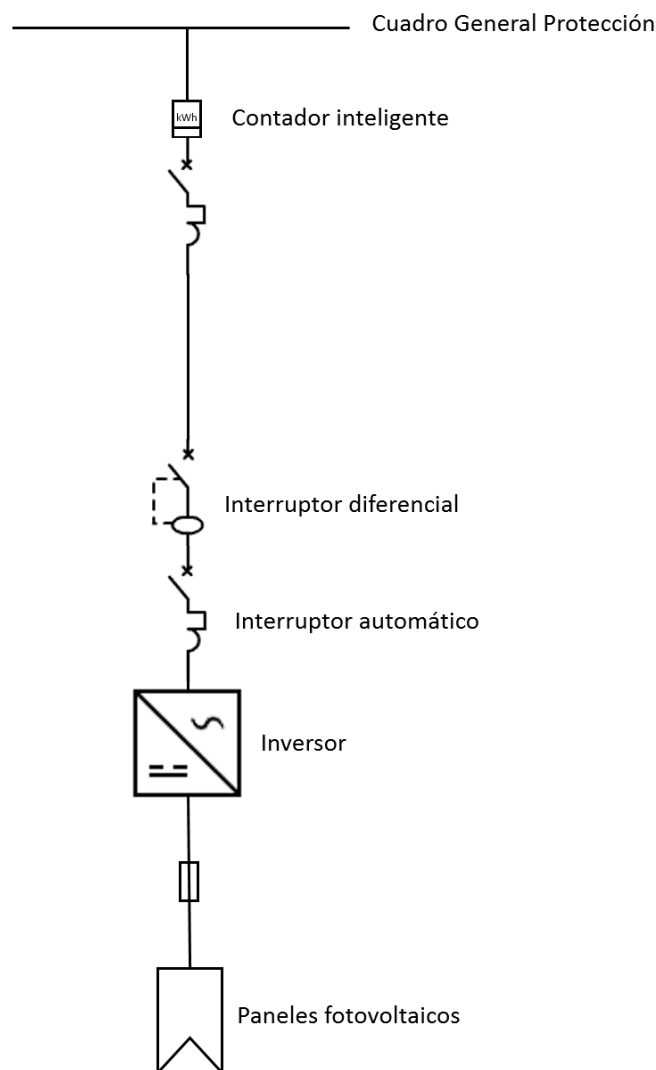 Cuadro General Protección
kWh
Contador inteligente
Interruptor diferencial
Interruptor automático
Inversor
Paneles fotovoltaicos